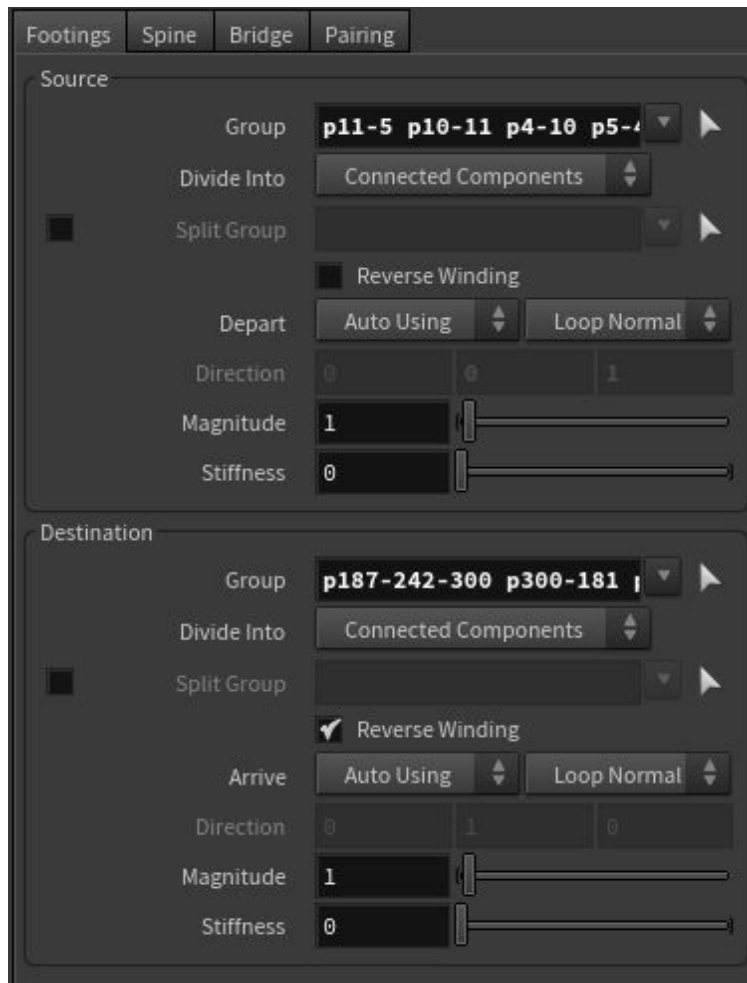 Footings Spine Bridge Pairing
Source
Group p11-5 p10-11 p4-10 p5-4
Divide Into Connected Components
Split Group
Reverse Winding
Depart Auto Using Loop Normal
Direction 0 0 1
Magnitude 1
Stiffness 0
Destination
Group p187-242-300 p300-181
Divide Into Connected Components
Split Group
Reverse Winding
Arrive Auto Using Loop Normal
Direction 0 1 0
Magnitude 1
Stiffness 0